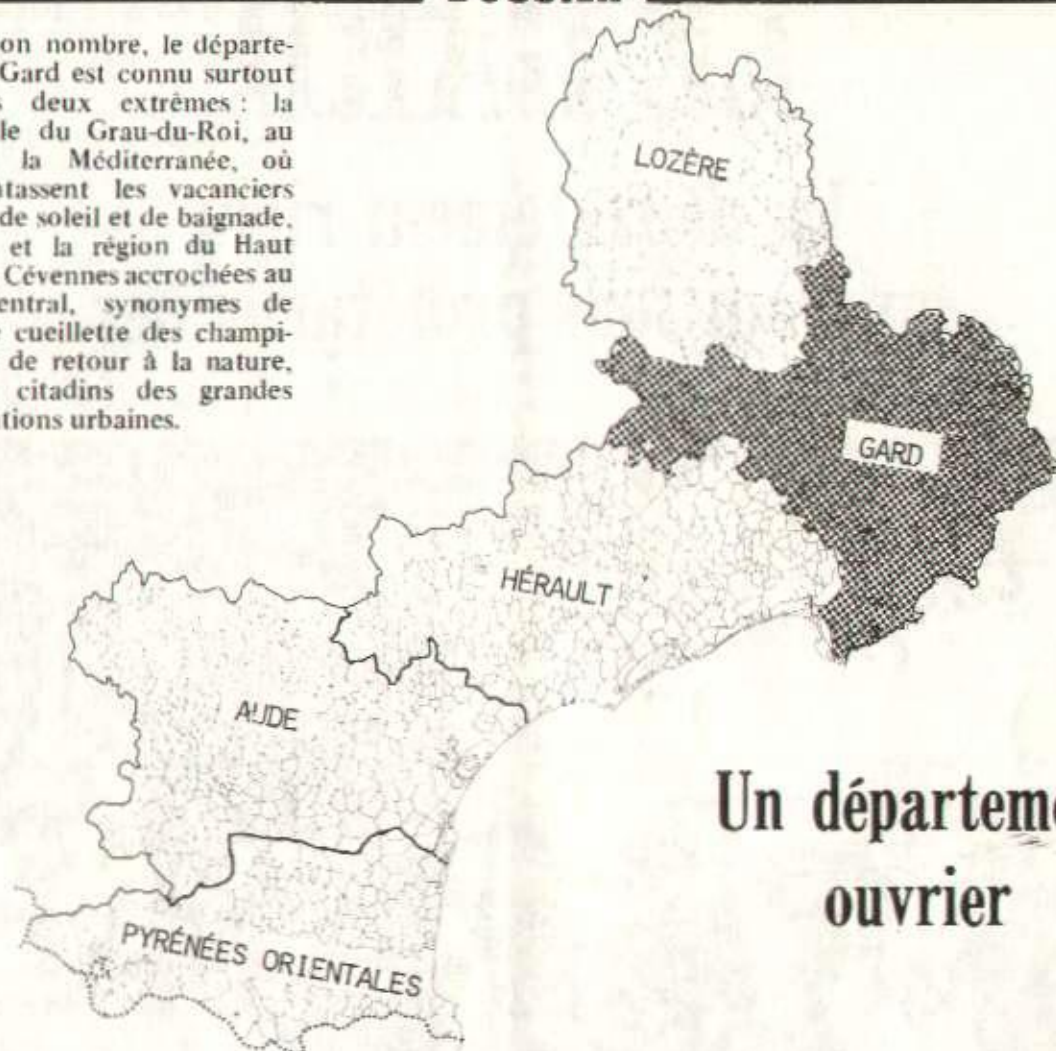 on nombre, le départe-
Gard est connu surtout
s deux extrêmes : la
le du Grau-du-Roi, au
la Méditerranée, où
tassent les vacanciers
de soleil et de baignade,
et la région du Haut
Cévennes accrochées au
entral, synonymes de
cueillette des champi-
de retour à la nature,
citadins des grandes
tions urbaines.
LOZÈRE
GARD
HÉRAULT
AUDE
PYRÉNÉES ORIENTALES
Un départeme
ouvrier